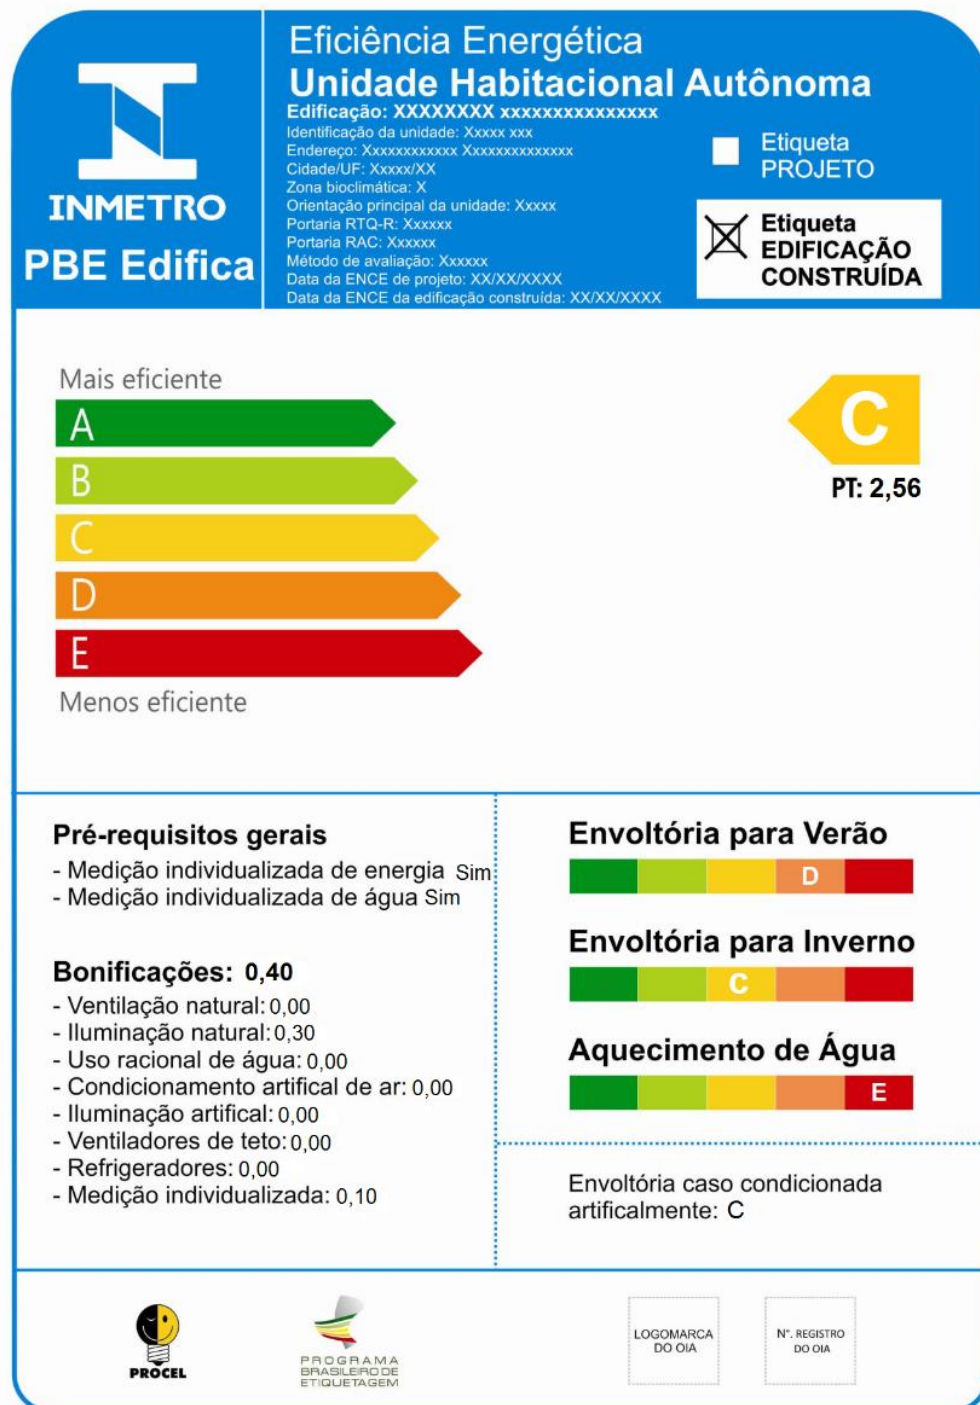 INMETRO
PBE Edifica
Eficiência Energética
Unidade Habitacional Autônoma
Edificação: XXXXXXXX xxxxxxxxxxxxxxx
Identificação da unidade: Xxxxx xxx
Endereço: Xxxxxxxxxxx Xxxxxxxxxxxxx
Cidade/UF: Xxxxx/XX
Zona bioclimática: X
Orientação principal da unidade: Xxxxx
Portaria RTQ-R: Xxxxxx
Portaria RAC: Xxxxxx
Método de avaliação: Xxxxxx
Data da ENCE de projeto: XX/XX/XXXX
Data da ENCE da edificação construída: XX/XX/XXXX
Etiqueta
PROJETO
Etiqueta
EDIFICAÇÃO
CONSTRUÍDA
Mais eficiente
A
B
C
D
E
Menos eficiente
C
PT: 2,56
Pré-requisitos gerais
- Medição individualizada de energia Sim
- Medição individualizada de água Sim
Bonificações: 0,40
- Ventilação natural: 0,00
- Iluminação natural: 0,30
- Uso racional de água: 0,00
- Condicionamento artifical de ar: 0,00
- Iluminação artifical: 0,00
- Ventiladores de teto: 0,00
- Refrigeradores: 0,00
- Medição individualizada: 0,10
Envoltória para Verão
D
Envoltória para Inverno
C
Aquecimento de Água
E
Envoltória caso condicionada
artificalmente: C
PROCEL
PROGRAMA
BRASILEIRO DE
ETIQUETAGEM
LOGOMARCA
DO OIA
N°. REGISTRO
DO OIA